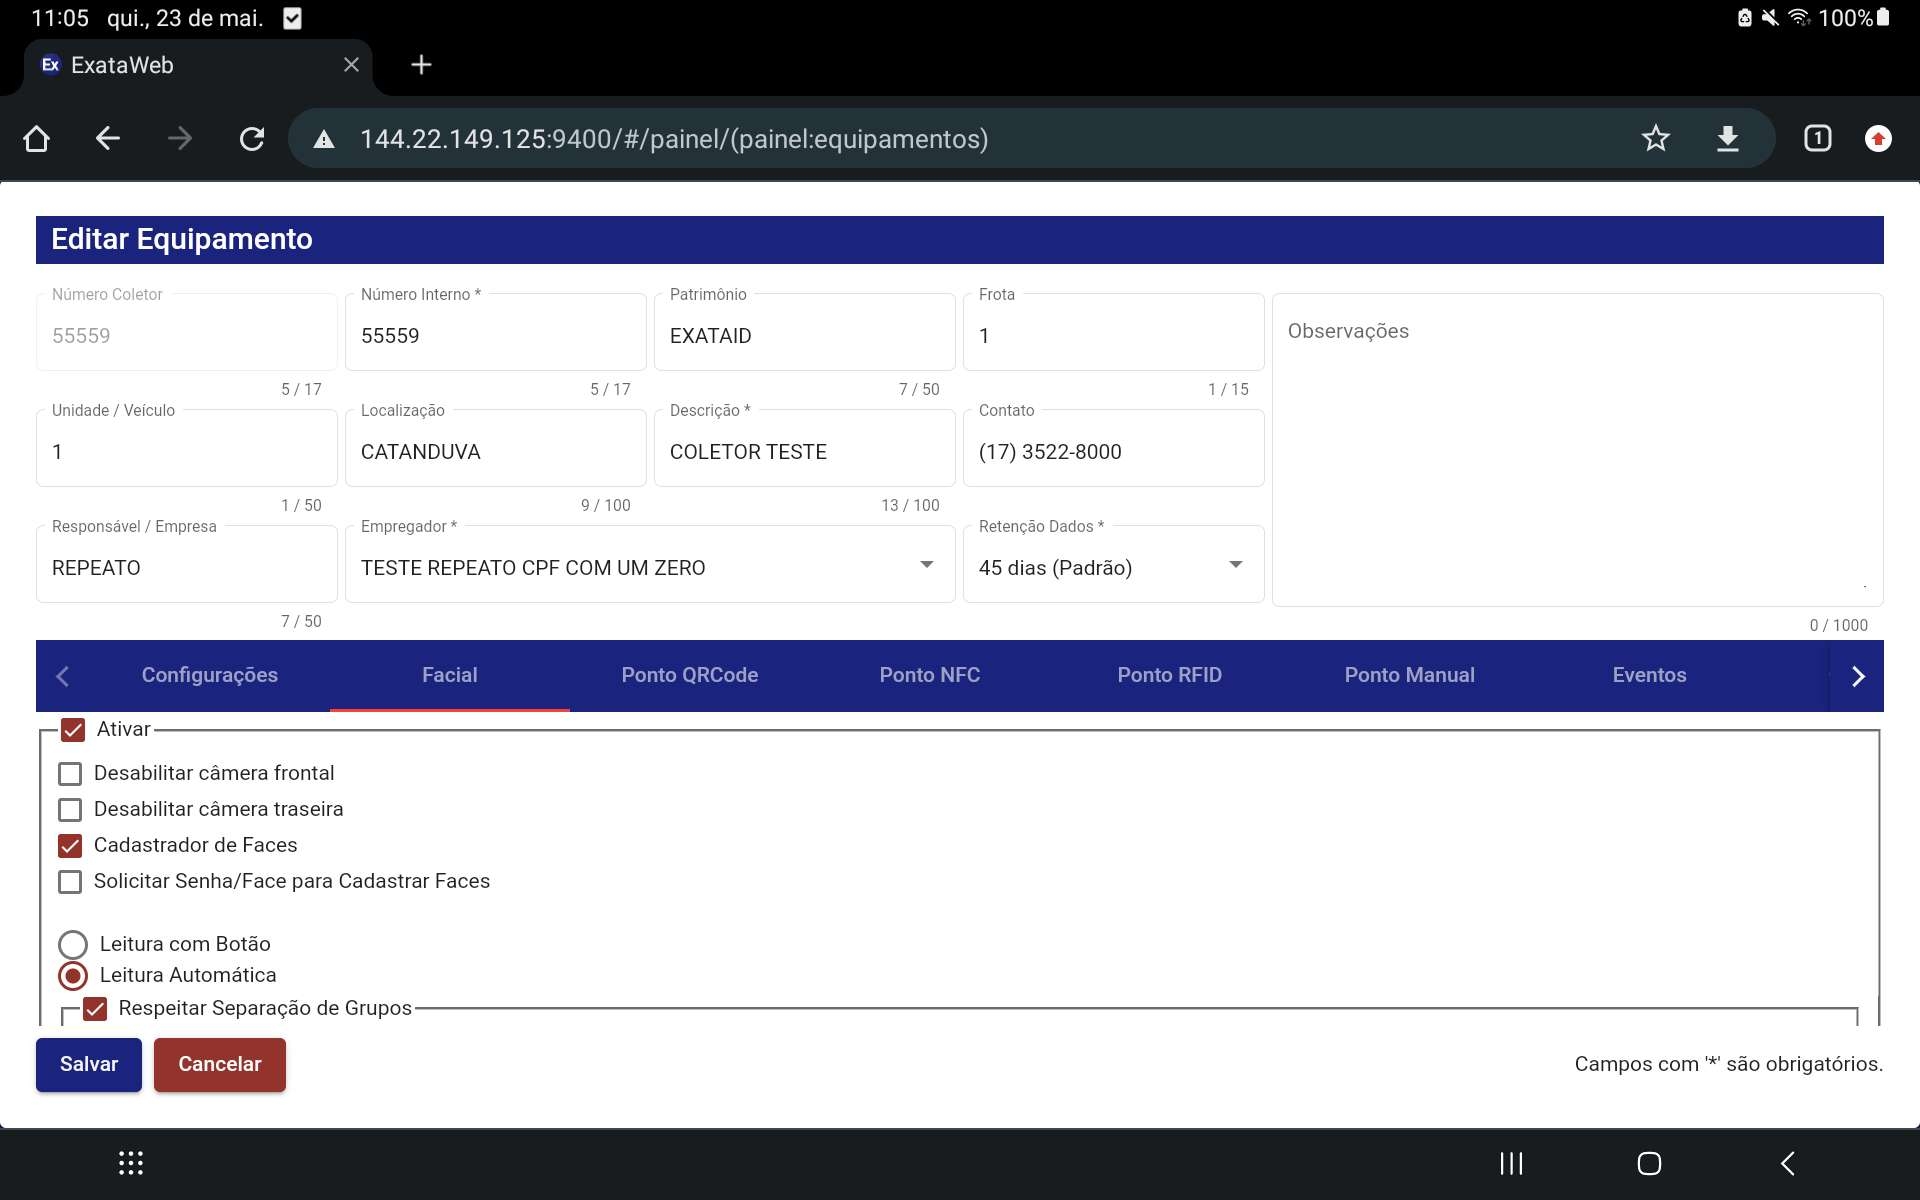 11:05 qui., 23 de mai.
100%
Ex ExataWeb
144.22.149.125:9400/#/painel/(painel:equipamentos)
1
Editar Equipamento
Número Coletor
55559
5 / 17
Número Interno *
55559
5 / 17
Patrimônio
EXATAID
7 / 50
Frota
1
1 / 15
Observações
0 / 1000
Unidade / Veículo
1
1 / 50
Localização
CATANDUVA
9 / 100
Descrição *
COLETOR TESTE
13 / 100
Contato
(17) 3522-8000
Responsável / Empresa
REPEATO
7 / 50
Empregador *
TESTE REPEATO CPF COM UM ZERO
Retenção Dados *
45 dias (Padrão)
Configurações Facial Ponto QRCode Ponto NFC Ponto RFID Ponto Manual Eventos
Ativar
Desabilitar câmera frontal
Desabilitar câmera traseira
Cadastrador de Faces
Solicitar Senha/Face para Cadastrar Faces
Leitura com Botão
Leitura Automática
Respeitar Separação de Grupos
Salvar Cancelar
Campos com '*' são obrigatórios.